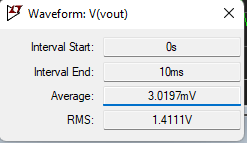 Waveform: V(vout)
Interval Start: 0s
Interval End: 10ms
Average: 3.0197mV
RMS: 1.4111V